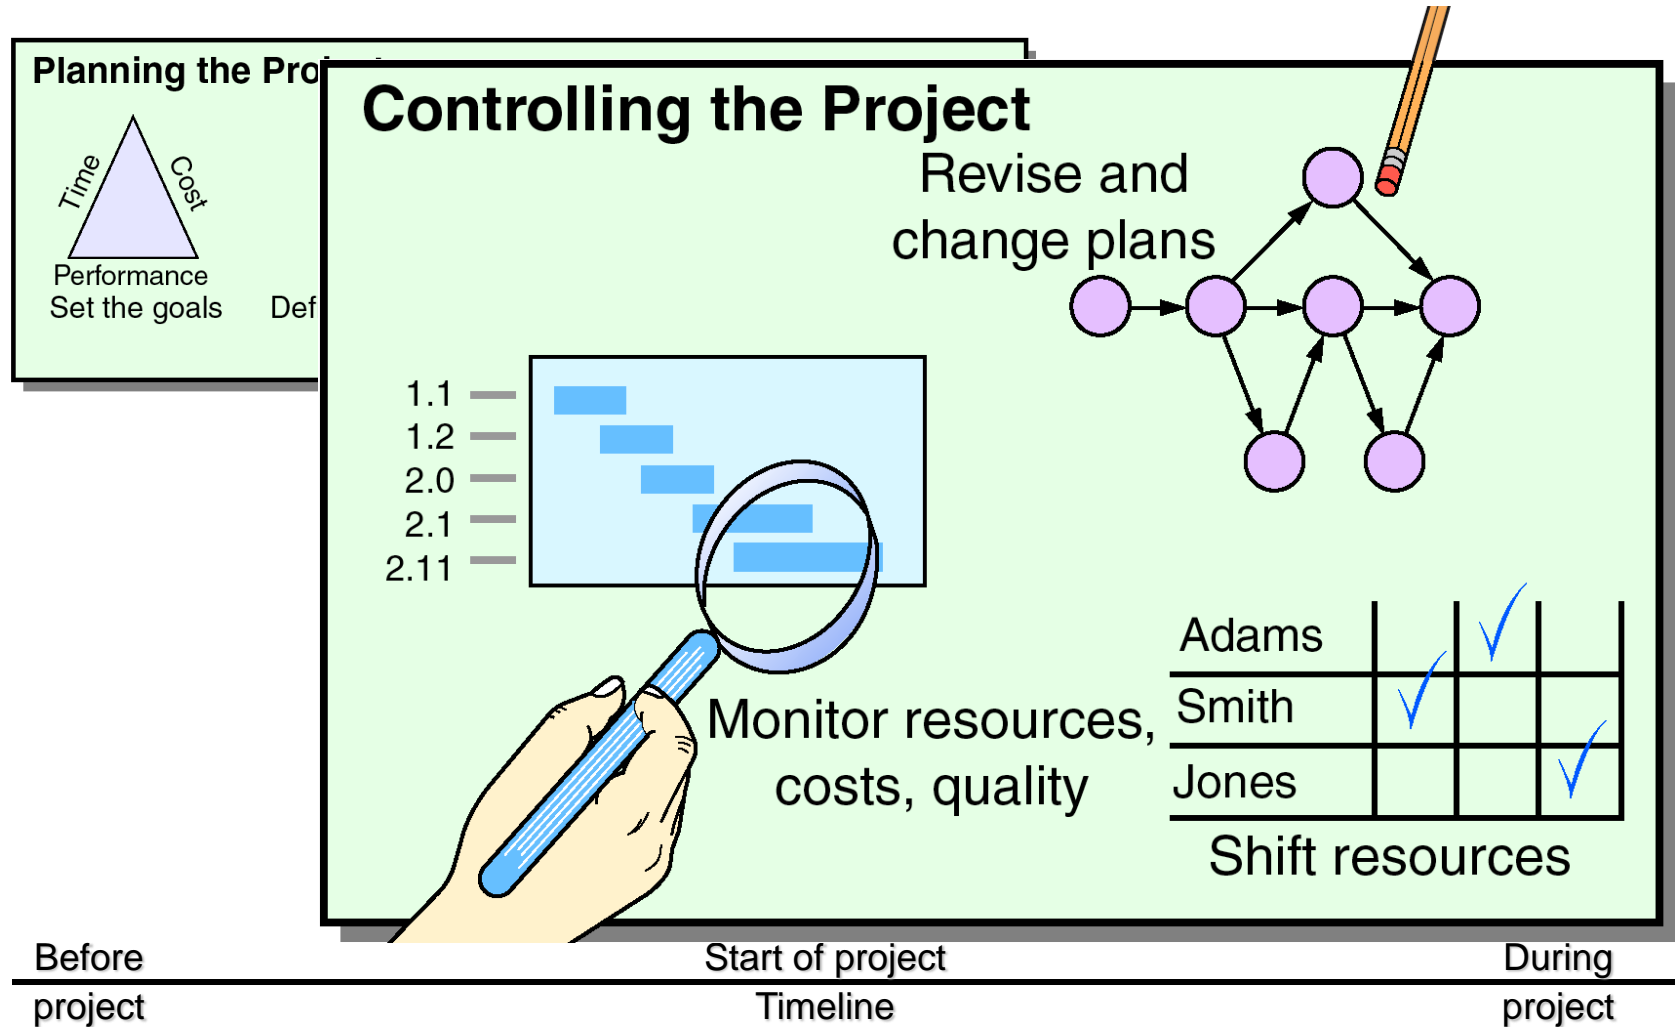 Planning the
Time
Cost
Performance
Set the goals
Controlling the Project
Revise and
change plans
1.1
1.2
2.0
2.1
2.11
Monitor resources,
costs, quality
Adams
Smith
Jones
Shift resources
Before
project
Start of project
Timeline
During
project